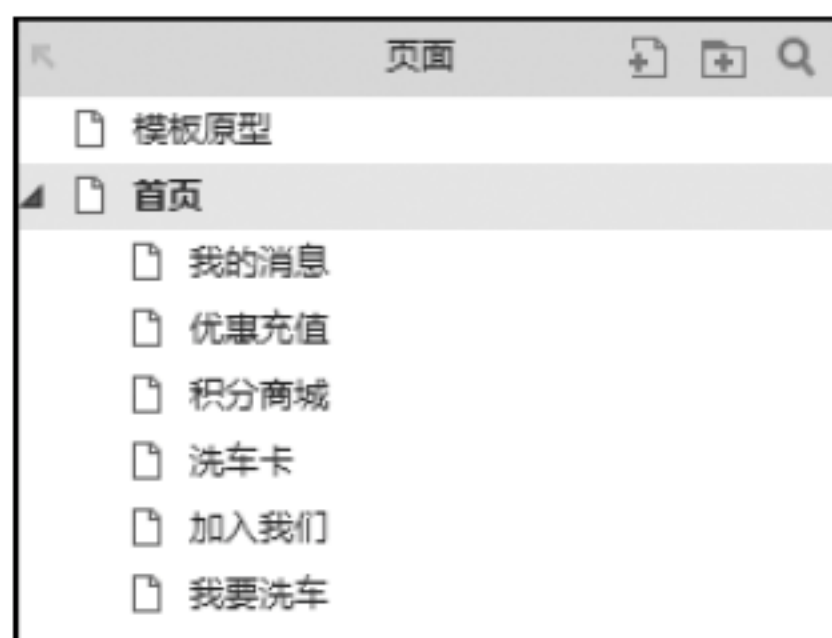 页面
模板原型
首页
我的消息
优惠充值
积分商城
洗车卡
加入我们
我要洗车